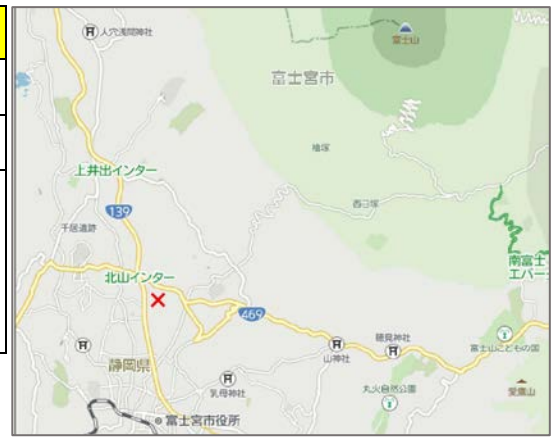 人穴浅間神社
富士山
富士宮市
檜塚
上井出インター
西臼塚
139
千居遺跡
南富士
エバー
北山インター
469
穂見神社
山神社
富士山こどもの国
静岡県
丸火自然公園
愛鷹山
乳母神社
富士宮市役所